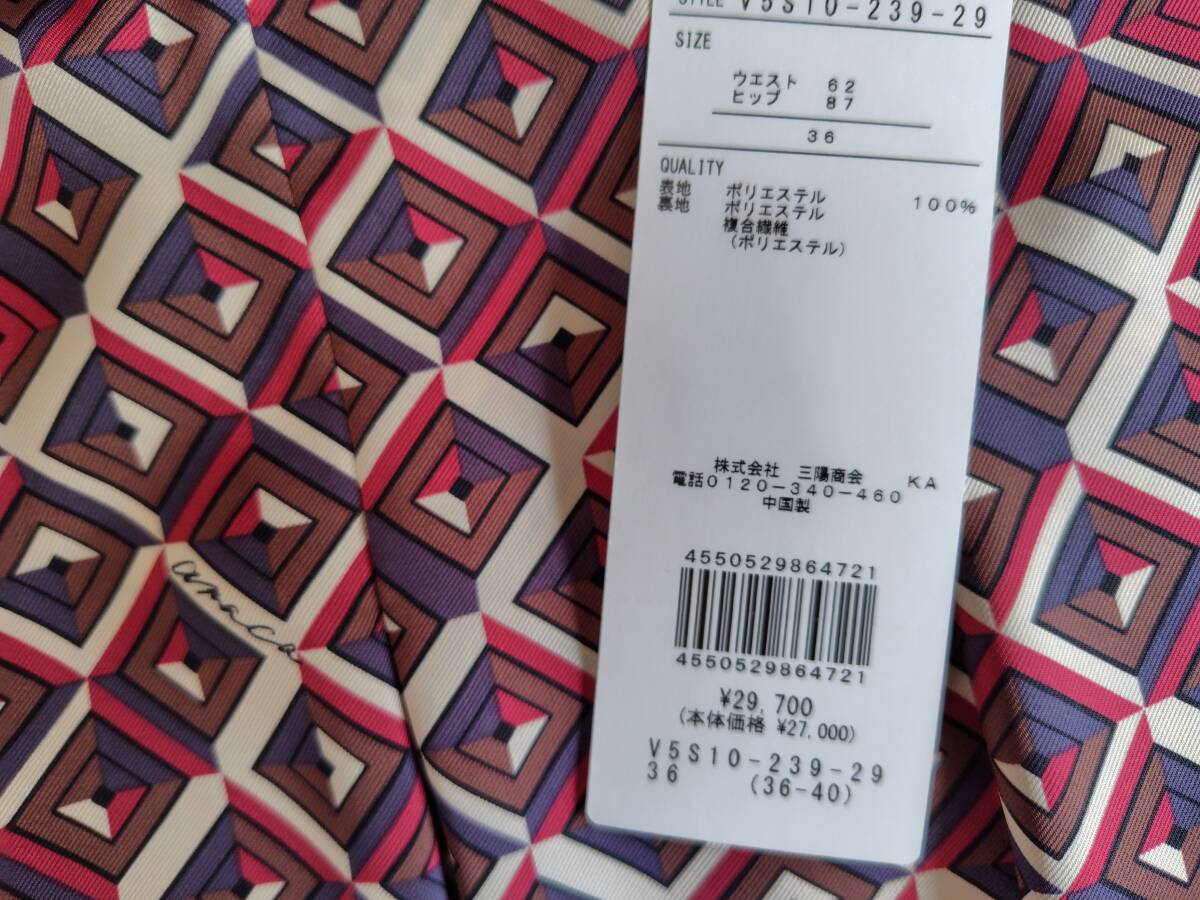 STYLE V5S10-239-29
SIZE
ウエスト 62
ヒップ 87
36
QUALITY
表地 ポリエステル 100%
裏地 ポリエステル
複合繊維
(ポリエステル)
株式会社 三陽商会 KA
電話0120-340-460
中国製
4550529864721
4550529864721
¥29,700
(本体価格 ¥27,000)
V5S10-239-29
36 (36-40)
anaca